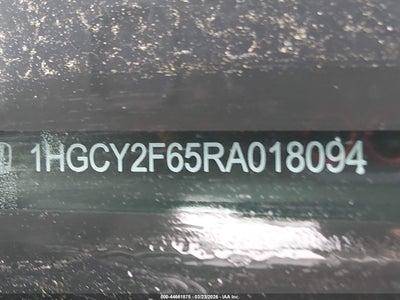 1HGCY2F65RA018094
000-44661875 - 03/23/2026 - IAA Inc.